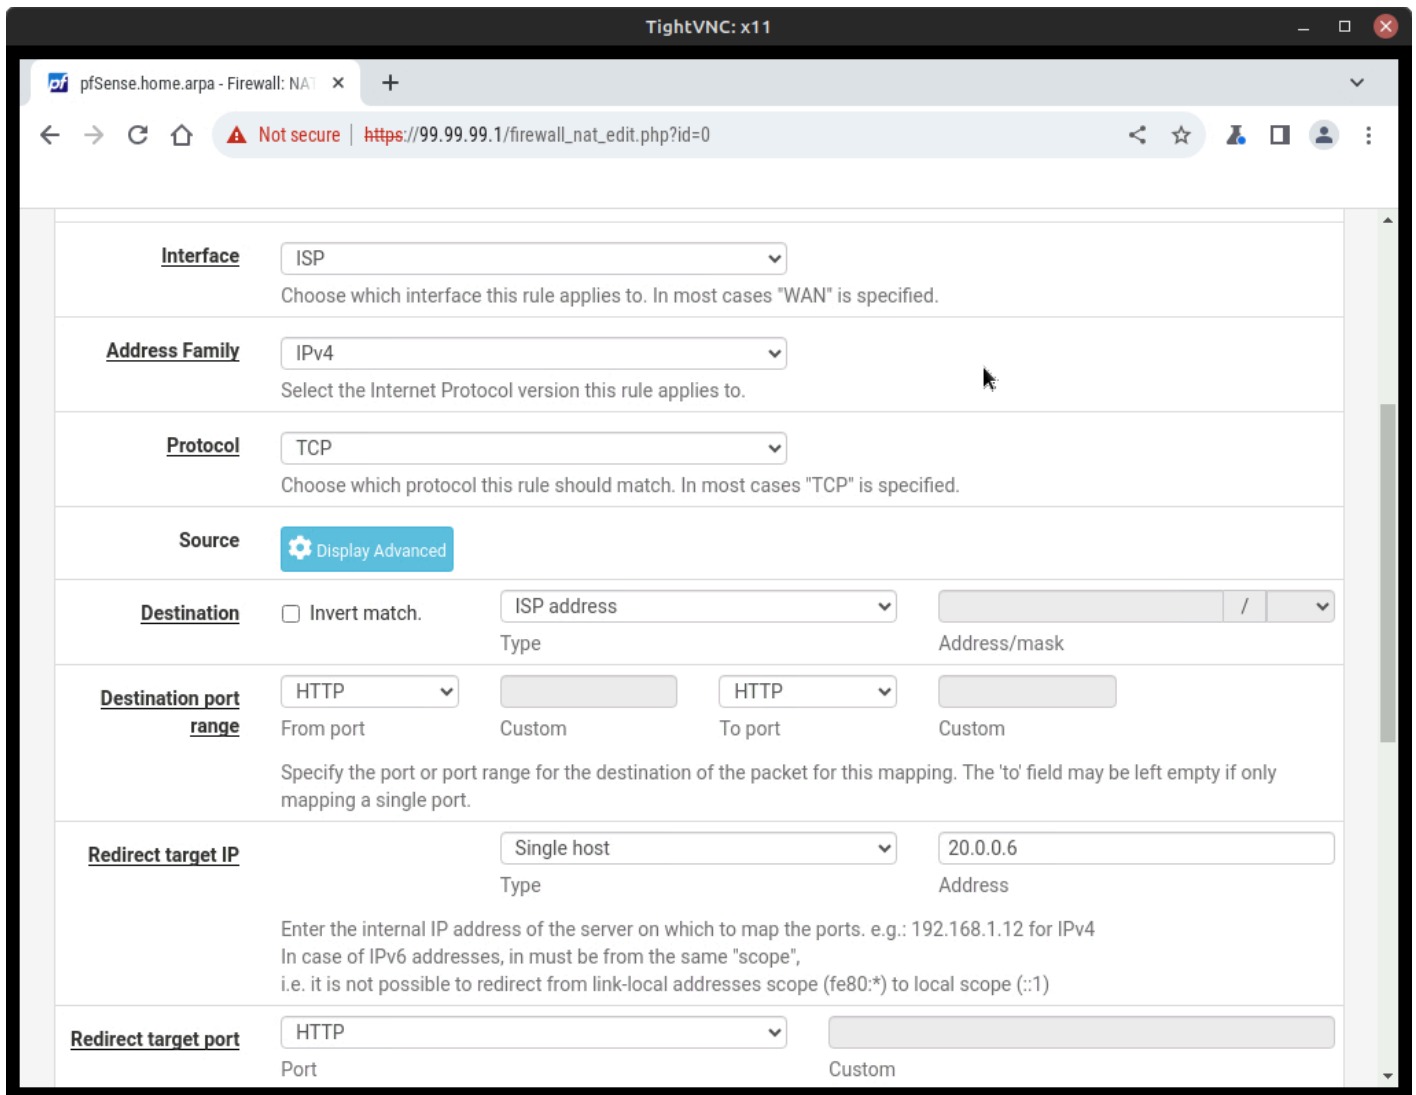 TightVNC: x11
pfSense.home.arpa - Firewall: NAT
Not secure https://99.99.99.1/firewall_nat_edit.php?id=0
Interface
ISP
Choose which interface this rule applies to. In most cases "WAN" is specified.
Address Family
IPv4
Select the Internet Protocol version this rule applies to.
Protocol
TCP
Choose which protocol this rule should match. In most cases "TCP" is specified.
Source
Display Advanced
Destination
Invert match.
ISP address
/
Type
Address/mask
Destination port
range
HTTP
HTTP
From port
Custom
To port
Custom
Specify the port or port range for the destination of the packet for this mapping. The 'to' field may be left empty if only
mapping a single port.
Redirect target IP
Single host
20.0.0.6
Type
Address
Enter the internal IP address of the server on which to map the ports. e.g.: 192.168.1.12 for IPv4
In case of IPv6 addresses, in must be from the same "scope",
i.e. it is not possible to redirect from link-local addresses scope (fe80:*) to local scope (::1)
Redirect target port
HTTP
Port
Custom